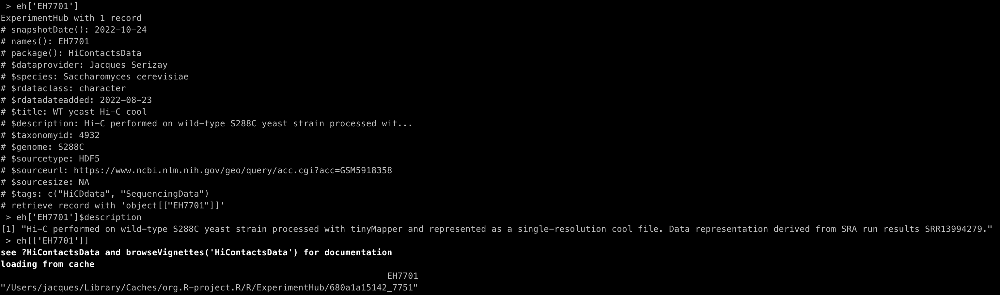 > eh['EH7701']
ExperimentHub with 1 record
# snapshotDate(): 2022-10-24
# names(): EH7701
# package(): HiContactsData
# $dataprovider: Jacques Serizay
# $species: Saccharomyces cerevisiae
# $rdataclass: character
# $rdatadateadded: 2022-08-23
# $title: WT yeast Hi-C cool
# $description: Hi-C performed on wild-type S288C yeast strain processed wit...
# $taxonomyid: 4932
# $genome: S288C
# $sourcetype: HDF5
# $sourceurl: https://www.ncbi.nlm.nih.gov/geo/query/acc.cgi?acc=GSM5918358
# $sourcesize: NA
# $tags: c("HiCDdata", "SequencingData")
# retrieve record with 'object[["EH7701"]]'
> eh['EH7701']$description
[1] "Hi-C performed on wild-type S288C yeast strain processed with tinyMapper and represented as a single-resolution cool file. Data representation derived from SRA run results SRR13994279."
> eh[['EH7701']]
see ?HiContactsData and browseVignettes('HiContactsData') for documentation
loading from cache
EH7701
"/Users/jacques/Library/Caches/org.R-project.R/R/ExperimentHub/680a1a15142_7751"